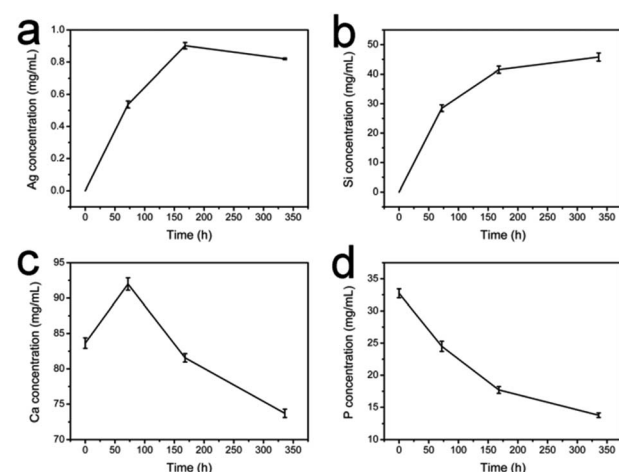 a
Ag concentration (mg/mL)
1.0
0.8
0.6
0.4
0.2
0.0
0 50 100 150 200 250 300 350
Time (h)
b
Si concentration (mg/mL)
50
40
30
20
10
0
0 50 100 150 200 250 300 350
Time (h)
c
Ca concentration (mg/mL)
95
90
85
80
75
70
0 50 100 150 200 250 300 350
Time (h)
d
P concentration (mg/mL)
35
30
25
20
15
10
0 50 100 150 200 250 300 350
Time (h)